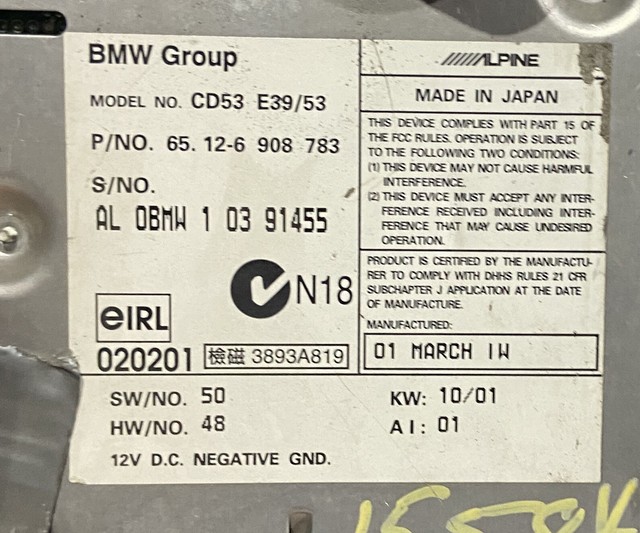 BMW Group
MODEL NO. CD53 E39/53
P/NO. 65. 12-6 908 783
S/NO.
AL 0BMW 1 03 91455
N18
eIRL
020201
檢磁 3893A819
ALPINE
MADE IN JAPAN
THIS DEVICE COMPLIES WITH PART 15 OF
THE FCC RULES. OPERATION IS SUBJECT
TO THE FOLLOWING TWO CONDITIONS:
(1) THIS DEVICE MAY NOT CAUSE HARMFUL
INTERFERENCE.
(2) THIS DEVICE MUST ACCEPT ANY INTER-
FERENCE RECEIVED INCLUDING INTER-
FERENCE THAT MAY CAUSE UNDESIRED
OPERATION.
PRODUCT IS CERTIFIED BY THE MANUFACTU-
RER TO COMPLY WITH DHHS RULES 21 CFR
SUBCHAPTER J APPLICATION AT THE DATE
OF MANUFACTURE.
MANUFACTURED:
01 MARCH 1W
SW/NO. 50
KW: 10/01
HW/NO. 48
AI: 01
12V D.C. NEGATIVE GND.